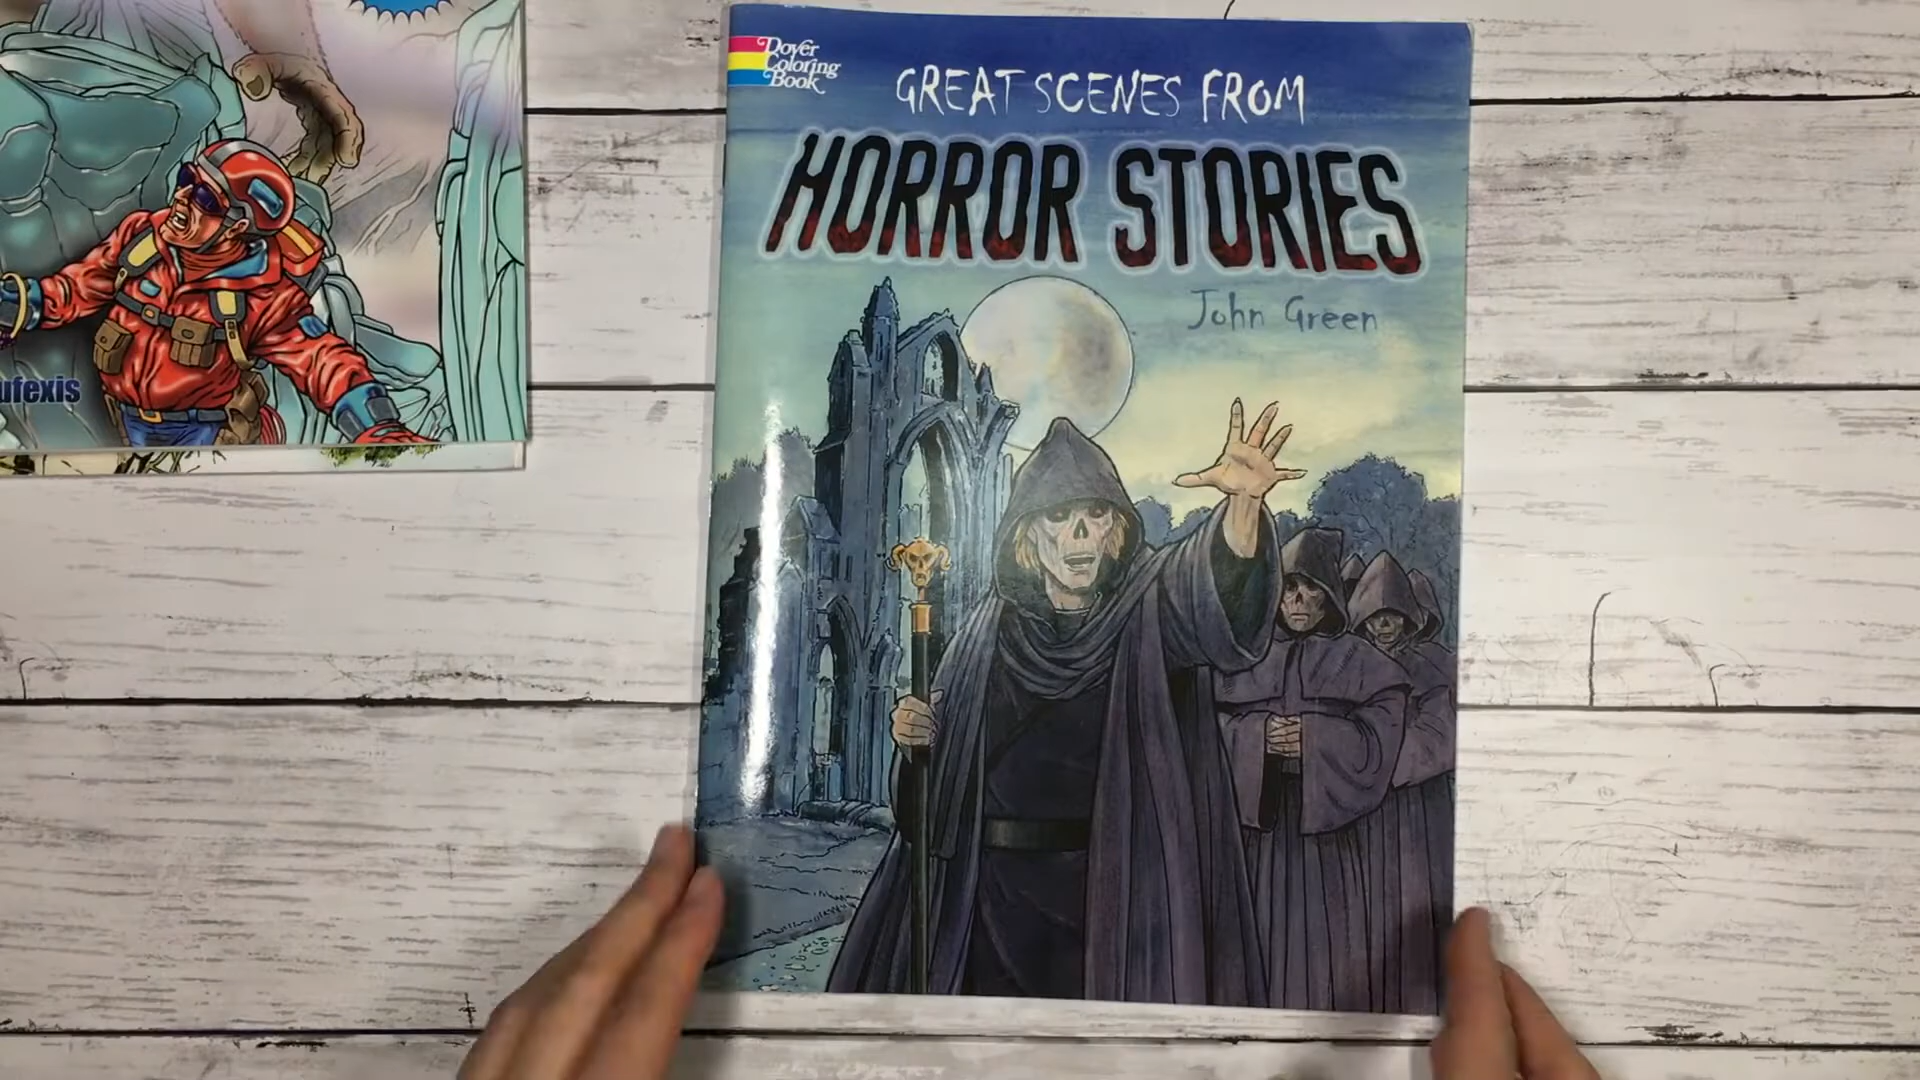 Dover
Coloring
Book
GREAT SCENES FROM
HORROR STORIES
John Green
ufexis